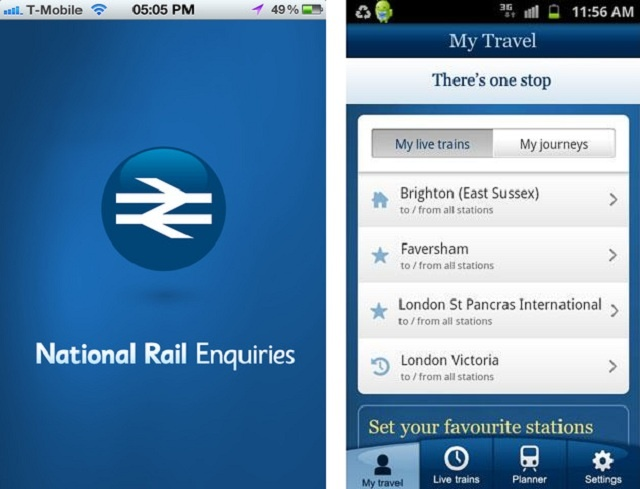 T-Mobile 05:05 PM 49%
National Rail Enquiries
3G 11:56 AM
My Travel
There's one stop
My live trains My journeys
Brighton (East Sussex)
to / from all stations
Faversham
to / from all stations
London St Pancras International
to / from all stations
London Victoria
to / from all stations
Set your favourite stations
My travel Live trains Planner Settings